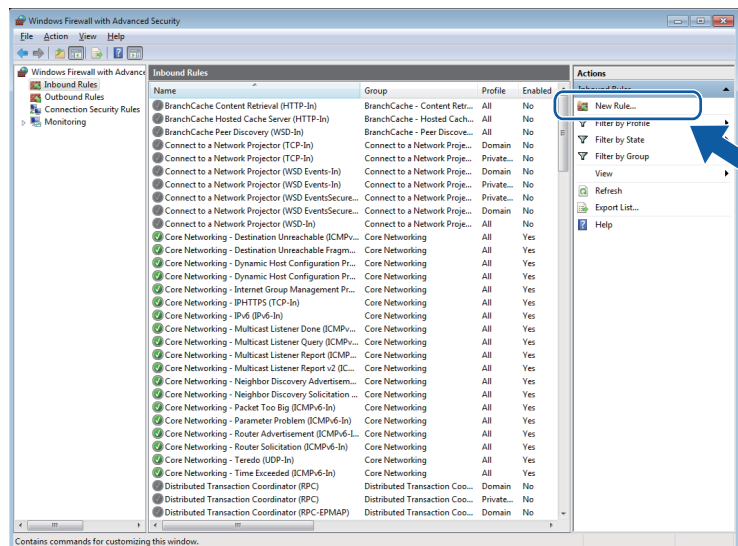 Windows Firewall with Advanced Security
File Action View Help
Windows Firewall with Advance
Inbound Rules
Outbound Rules
Connection Security Rules
Monitoring
Inbound Rules
Name Group Profile Enabled
BranchCache Content Retrieval (HTTP-In) BranchCache - Content Retr... All No
BranchCache Hosted Cache Server (HTTP-In) BranchCache - Hosted Cach... All No
BranchCache Peer Discovery (WSD-In) BranchCache - Peer Discove... All No
Connect to a Network Projector (TCP-In) Connect to a Network Proje... Domain No
Connect to a Network Projector (TCP-In) Connect to a Network Proje... Private... No
Connect to a Network Projector (WSD Events-In) Connect to a Network Proje... Domain No
Connect to a Network Projector (WSD Events-In) Connect to a Network Proje... Private... No
Connect to a Network Projector (WSD EventsSecure... Connect to a Network Proje... Private... No
Connect to a Network Projector (WSD EventsSecure... Connect to a Network Proje... Domain No
Connect to a Network Projector (WSD-In) Connect to a Network Proje... All No
Core Networking - Destination Unreachable (ICMPv... Core Networking All Yes
Core Networking - Destination Unreachable Fragm... Core Networking All Yes
Core Networking - Dynamic Host Configuration Pr... Core Networking All Yes
Core Networking - Dynamic Host Configuration Pr... Core Networking All Yes
Core Networking - Internet Group Management Pr... Core Networking All Yes
Core Networking - IPHTTPS (TCP-In) Core Networking All Yes
Core Networking - IPv6 (IPv6-In) Core Networking All Yes
Core Networking - Multicast Listener Done (ICMPv... Core Networking All Yes
Core Networking - Multicast Listener Query (ICMPv... Core Networking All Yes
Core Networking - Multicast Listener Report (ICMP... Core Networking All Yes
Core Networking - Multicast Listener Report v2 (IC... Core Networking All Yes
Core Networking - Neighbor Discovery Advertisem... Core Networking All Yes
Core Networking - Neighbor Discovery Solicitation ... Core Networking All Yes
Core Networking - Packet Too Big (ICMPv6-In) Core Networking All Yes
Core Networking - Parameter Problem (ICMPv6-In) Core Networking All Yes
Core Networking - Router Advertisement (ICMPv6-I... Core Networking All Yes
Core Networking - Router Solicitation (ICMPv6-In) Core Networking All Yes
Core Networking - Teredo (UDP-In) Core Networking All Yes
Core Networking - Time Exceeded (ICMPv6-In) Core Networking All Yes
Distributed Transaction Coordinator (RPC) Distributed Transaction Coo... Domain No
Distributed Transaction Coordinator (RPC) Distributed Transaction Coo... Private... No
Distributed Transaction Coordinator (RPC-EPMAP) Distributed Transaction Coo... Domain No
Actions
Inbound Rules
New Rule...
Filter by Profile
Filter by State
Filter by Group
View
Refresh
Export List...
Help
Contains commands for customizing this window.